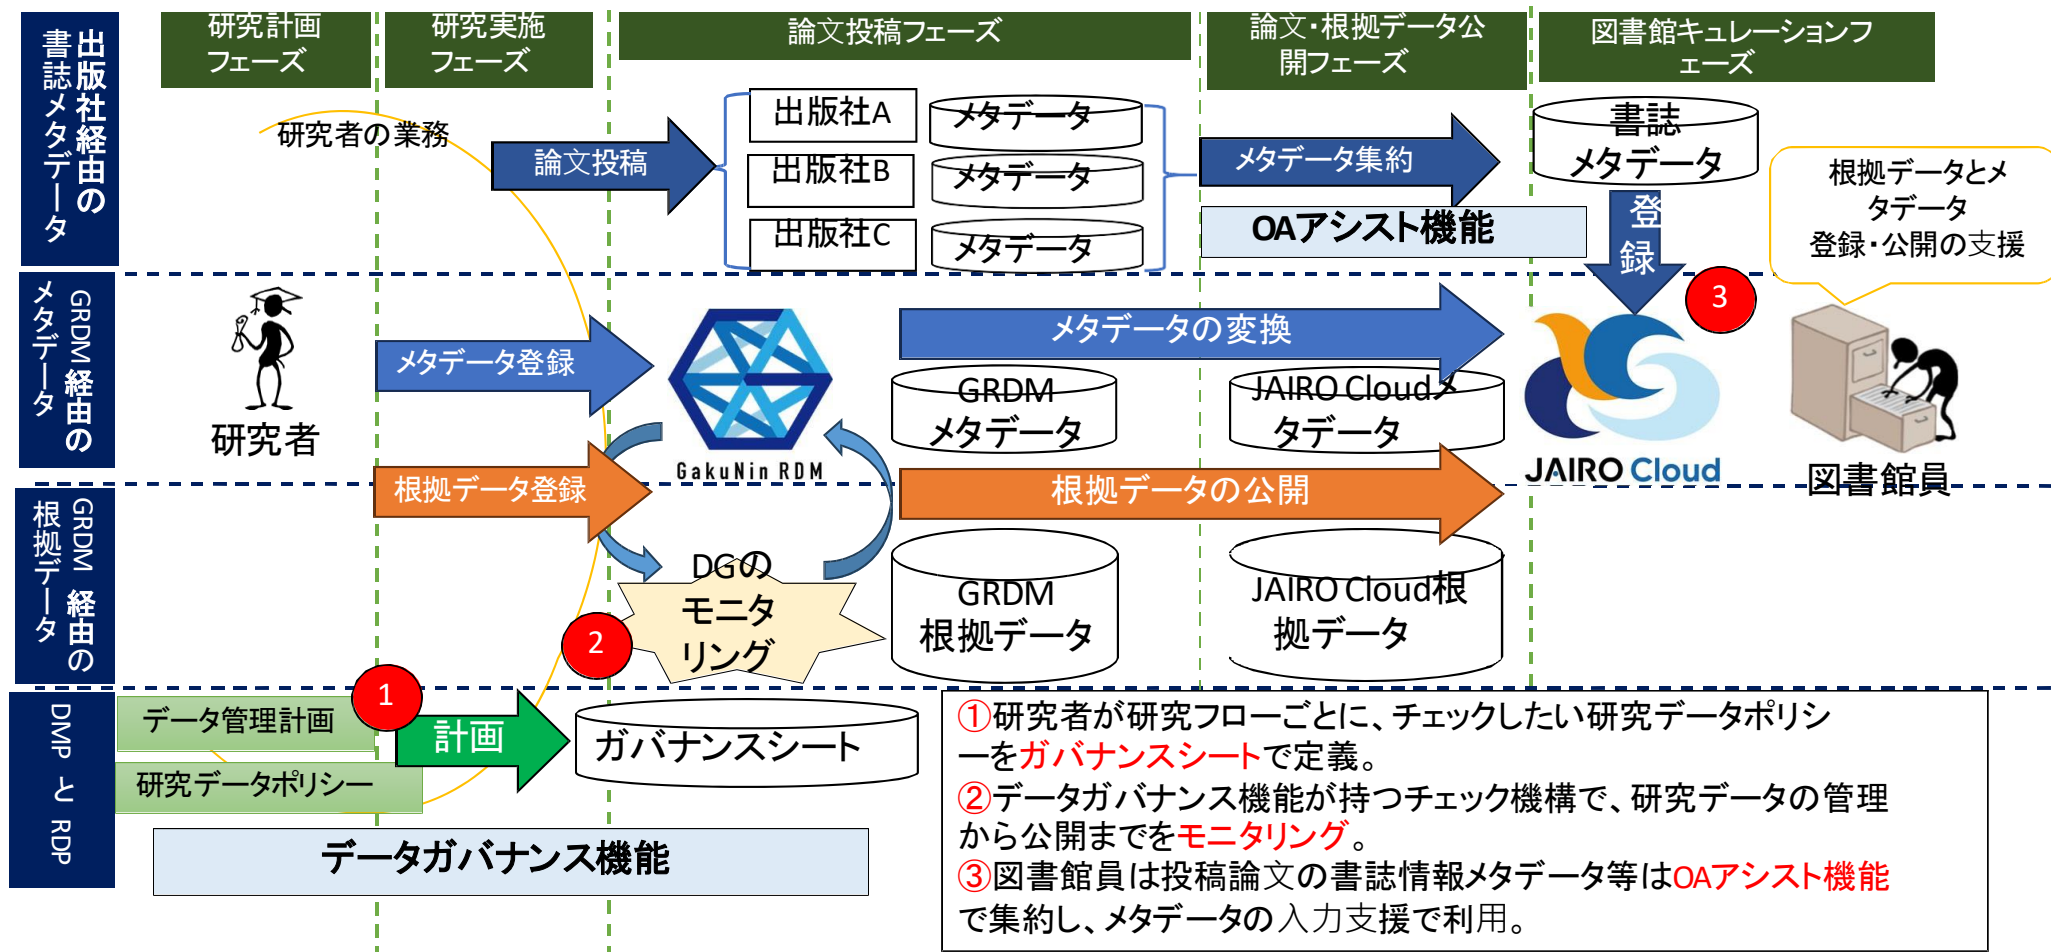 研究計画
フェーズ
研究実施
フェーズ
論文投稿フェーズ
論文・根拠データ公
開フェーズ
図書館キュレーションフ
ェーズ
出版社経由の
書誌メタデータ
研究者の業務
論文投稿
出版社A
メタデータ
出版社B
メタデータ
出版社C
メタデータ
メタデータ集約
OAアシスト機能
書誌
メタデータ
登
録
根拠データとメ
タデータ
登録・公開の支援
GRDM 経由の
メタデータ
研究者
メタデータ登録
GakuNin RDM
メタデータの変換
GRDM
メタデータ
JAIRO Cloudメ
タデータ
3
JAIRO Cloud
図書館員
GRDM 経由の
根拠データ
根拠データ登録
根拠データの公開
DGの
モニタ
リング
2
GRDM
根拠データ
JAIRO Cloud根
拠データ
DMP と RDP
データ管理計画
研究データポリシー
1
計画
ガバナンスシート
データガバナンス機能
①研究者が研究フローごとに、チェックしたい研究データポリシ
ーをガバナンスシートで定義。
②データガバナンス機能が持つチェック機構で、研究データの管理
から公開までをモニタリング。
③図書館員は投稿論文の書誌情報メタデータ等はOAアシスト機能
で集約し、メタデータの入力支援で利用。